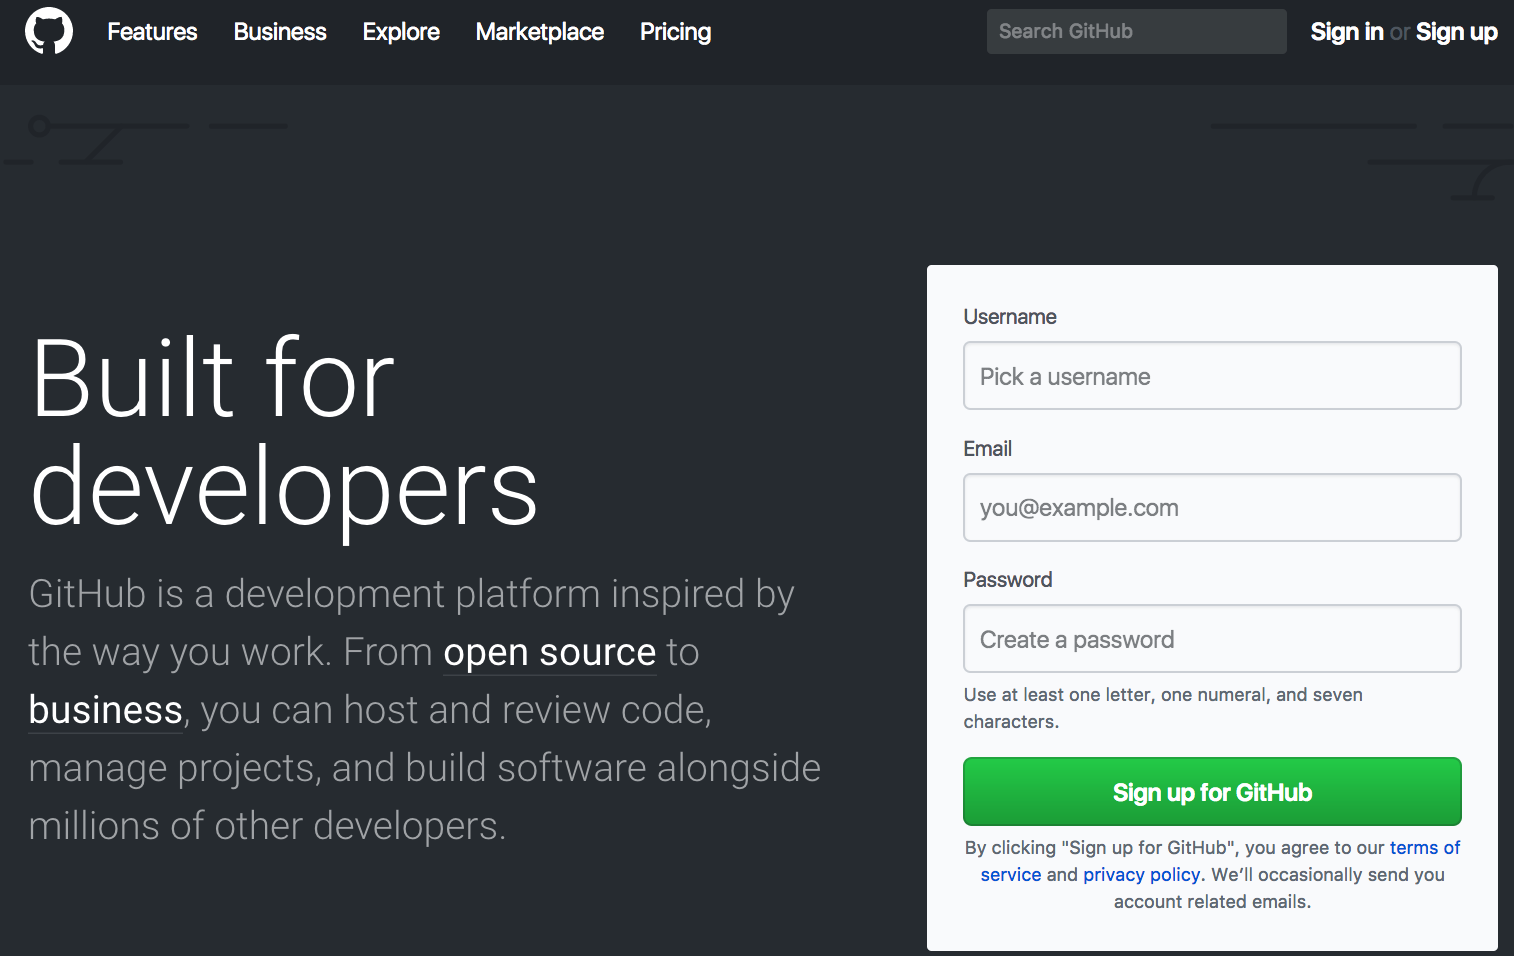 Features Business Explore Marketplace Pricing Search GitHub Sign in or Sign up
Built for
developers
GitHub is a development platform inspired by
the way you work. From open source to
business, you can host and review code,
manage projects, and build software alongside
millions of other developers.
Username
Pick a username
Email
you@example.com
Password
Create a password
Use at least one letter, one numeral, and seven
characters.
Sign up for GitHub
By clicking "Sign up for GitHub", you agree to our terms of
service and privacy policy. We’ll occasionally send you
account related emails.